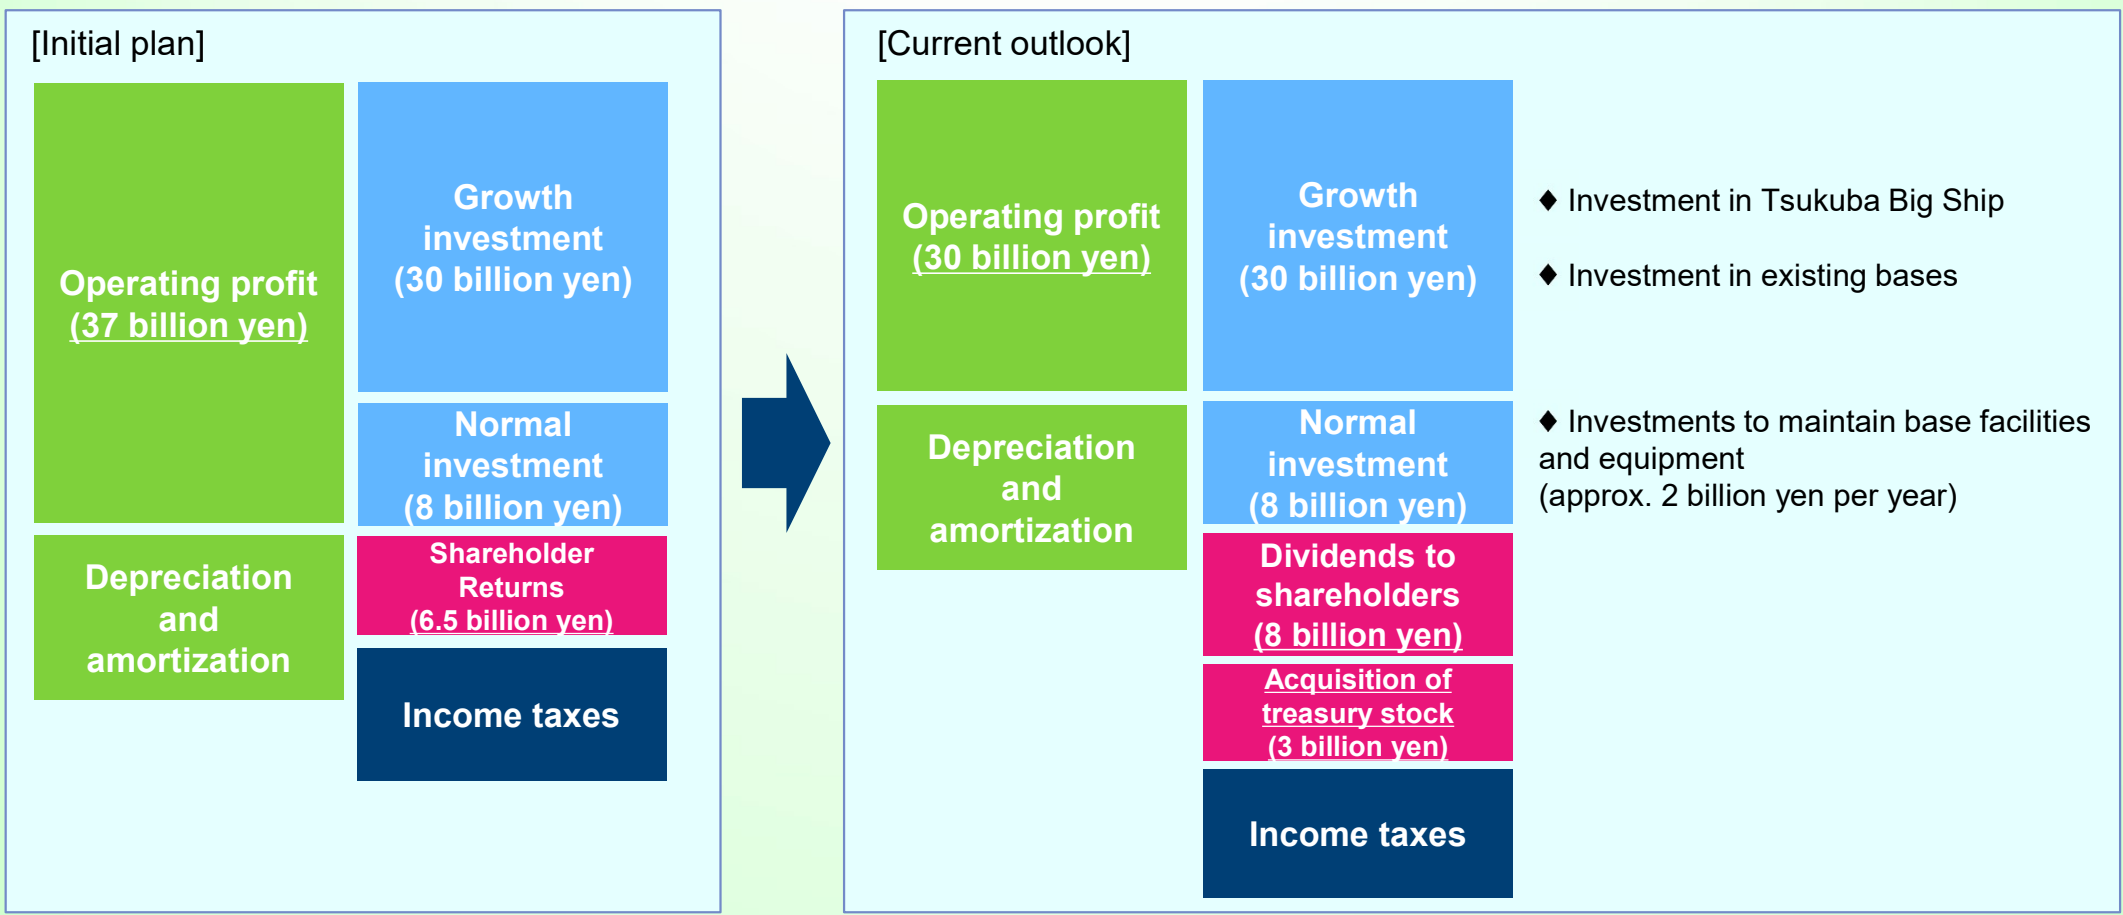 [Initial plan]
Operating profit
(37 billion yen)
Depreciation
and
amortization
Growth
investment
(30 billion yen)
Normal
investment
(8 billion yen)
Shareholder
Returns
(6.5 billion yen)
Income taxes
[Current outlook]
Operating profit
(30 billion yen)
Depreciation
and
amortization
Growth
investment
(30 billion yen)
Normal
investment
(8 billion yen)
Dividends to
shareholders
(8 billion yen)
Acquisition of
treasury stock
(3 billion yen)
Income taxes
♦ Investment in Tsukuba Big Ship
♦ Investment in existing bases
♦ Investments to maintain base facilities
and equipment
(approx. 2 billion yen per year)